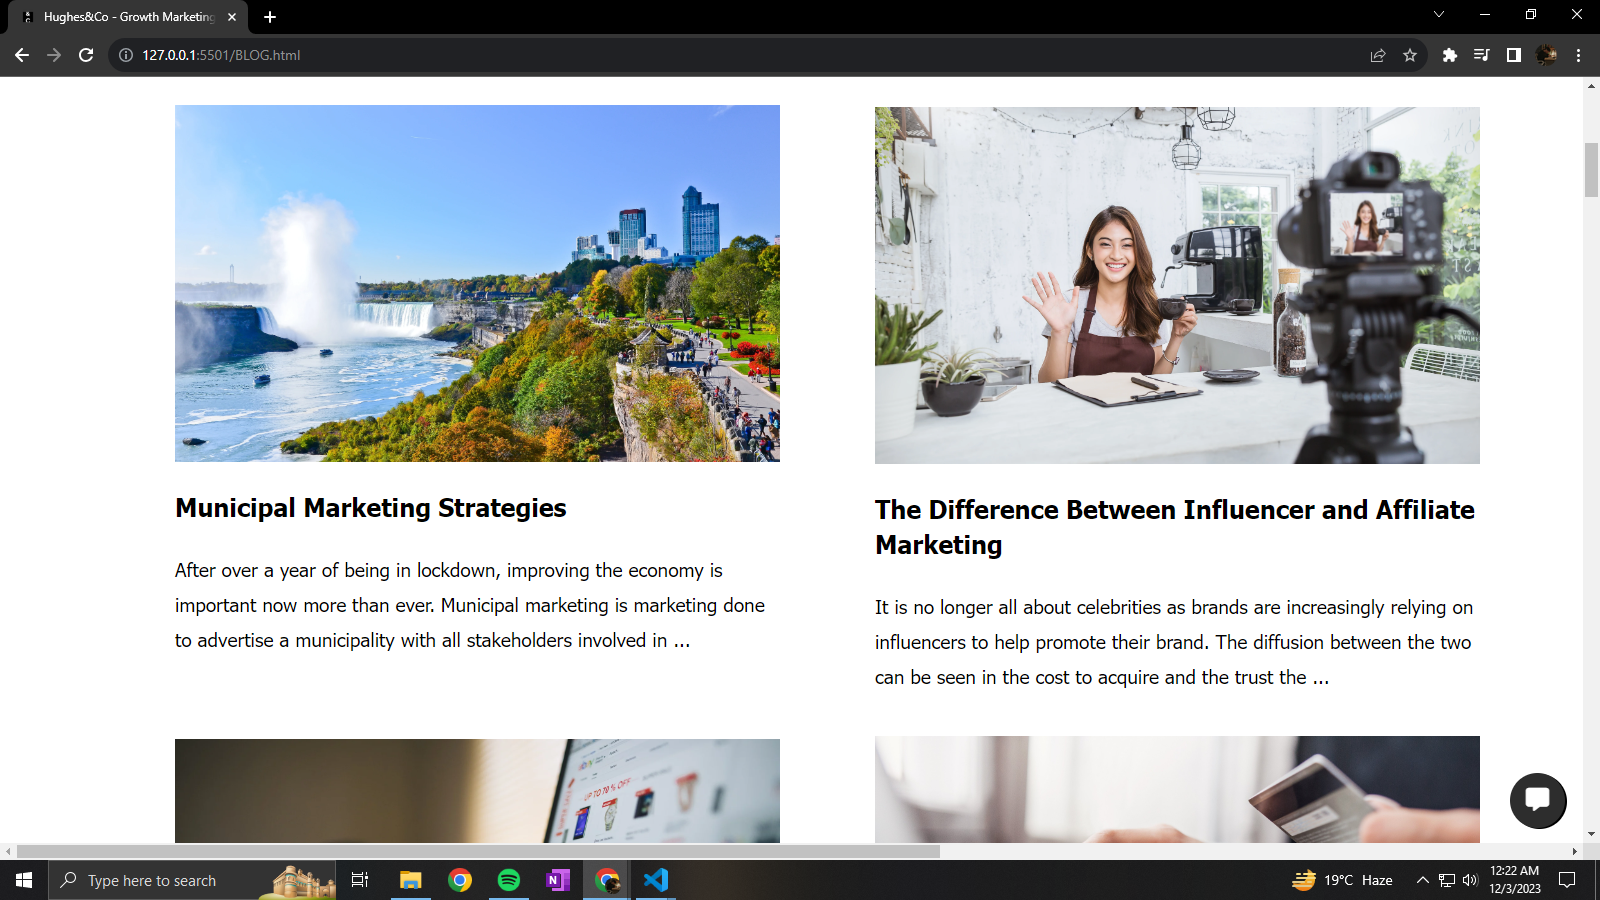 Hughes&Co - Growth Marketing
127.0.0.1:5501/BLOG.html
Municipal Marketing Strategies
After over a year of being in lockdown, improving the economy is
important now more than ever. Municipal marketing is marketing done
to advertise a municipality with all stakeholders involved in ...
The Difference Between Influencer and Affiliate
Marketing
It is no longer all about celebrities as brands are increasingly relying on
influencers to help promote their brand. The diffusion between the two
can be seen in the cost to acquire and the trust the ...
UP TO 70 % OFF
Type here to search
N
19°C Haze
12:22 AM
12/3/2023